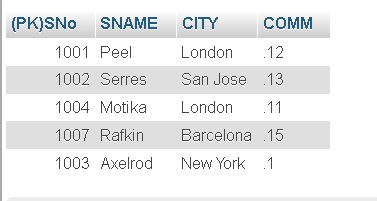 (PK)SNo SNAME CITY COMM
1001 Peel London .12
1002 Serres San Jose .13
1004 Motika London .11
1007 Rafkin Barcelona .15
1003 Axelrod New York .1